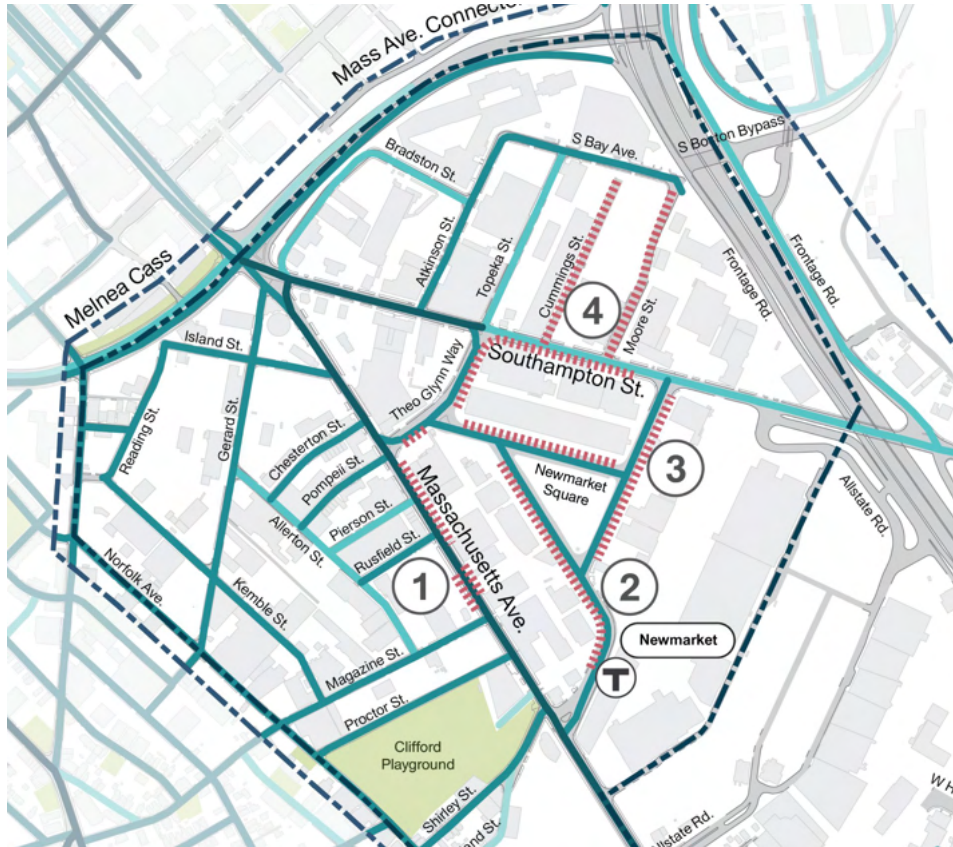 Mass Ave. Connector
S Bay Ave.
S Boston Bypass
Bradston St.
Atkinson St.
Topeka St.
Cummings St.
Moore St.
4
Frontage Rd.
Frontage Rd.
Melnea Cass
Island St.
Southampton St.
Theo Glynn Way
Reading St.
Gerard St.
Chesterton St.
Pompeii St.
Pierson St.
Rusfield St.
Allerton St.
Massachusetts Ave.
Newmarket
Square
3
Allstate Rd.
1
2
Norfolk Ave.
Kemble St.
Magazine St.
Proctor St.
Newmarket
T
Clifford
Playground
Shirley St.
and St.
Allstate Rd.
W H